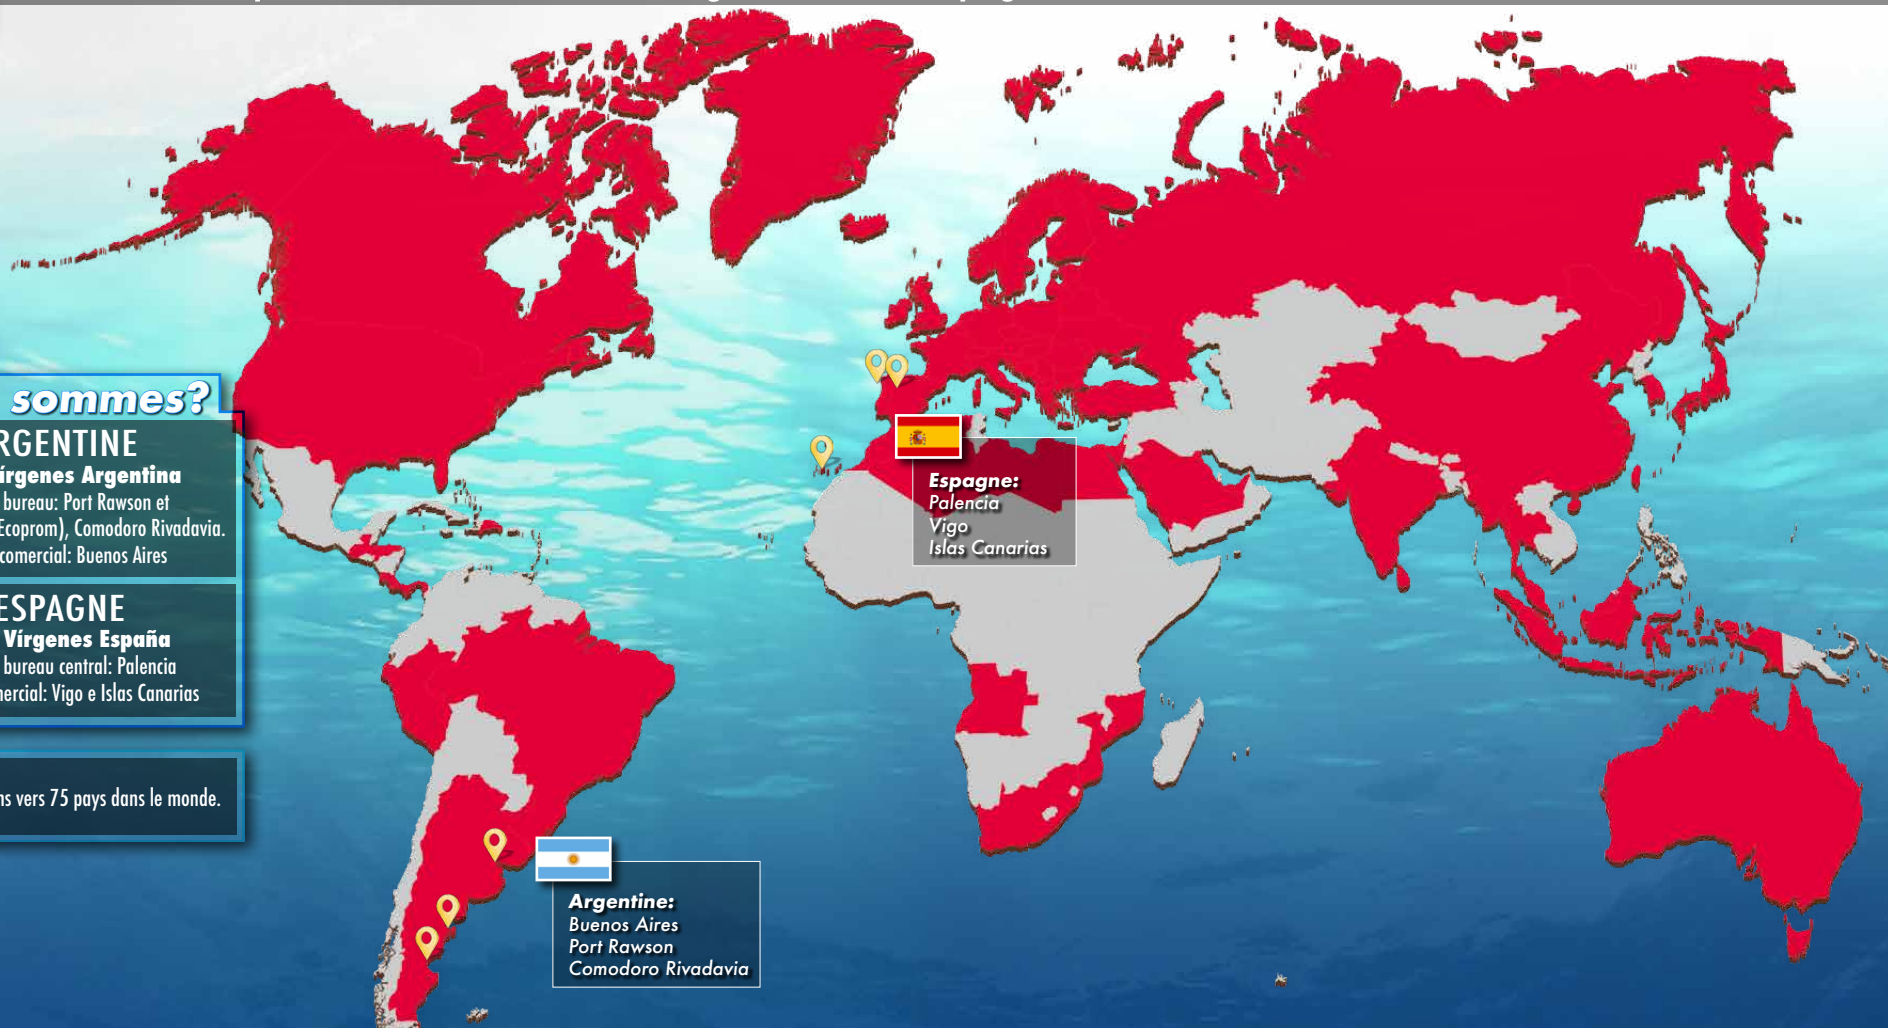 sommes?
RGENTINE
írgenes Argentina
bureau: Port Rawson et
Ecoprom), Comodoro Rivadavia.
comercial: Buenos Aires
ESPAGNE
Vírgenes España
bureau central: Palencia
mercial: Vigo e Islas Canarias
ns vers 75 pays dans le monde.
Espagne:
Palencia
Vigo
Islas Canarias
Argentine:
Buenos Aires
Port Rawson
Comodoro Rivadavia